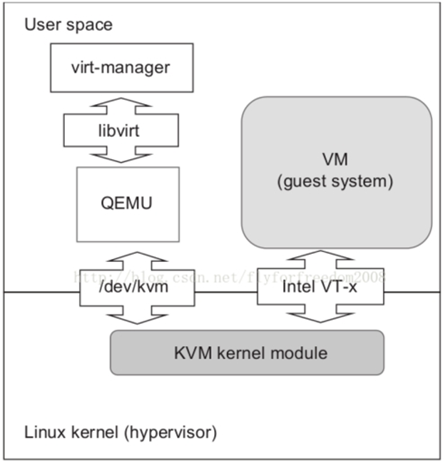 User space
virt-manager
libvirt
QEMU
VM
(guest system)
http://blog.csdn.net/flyforfreedom2008
/dev/kvm
Intel VT-x
KVM kernel module
Linux kernel (hypervisor)